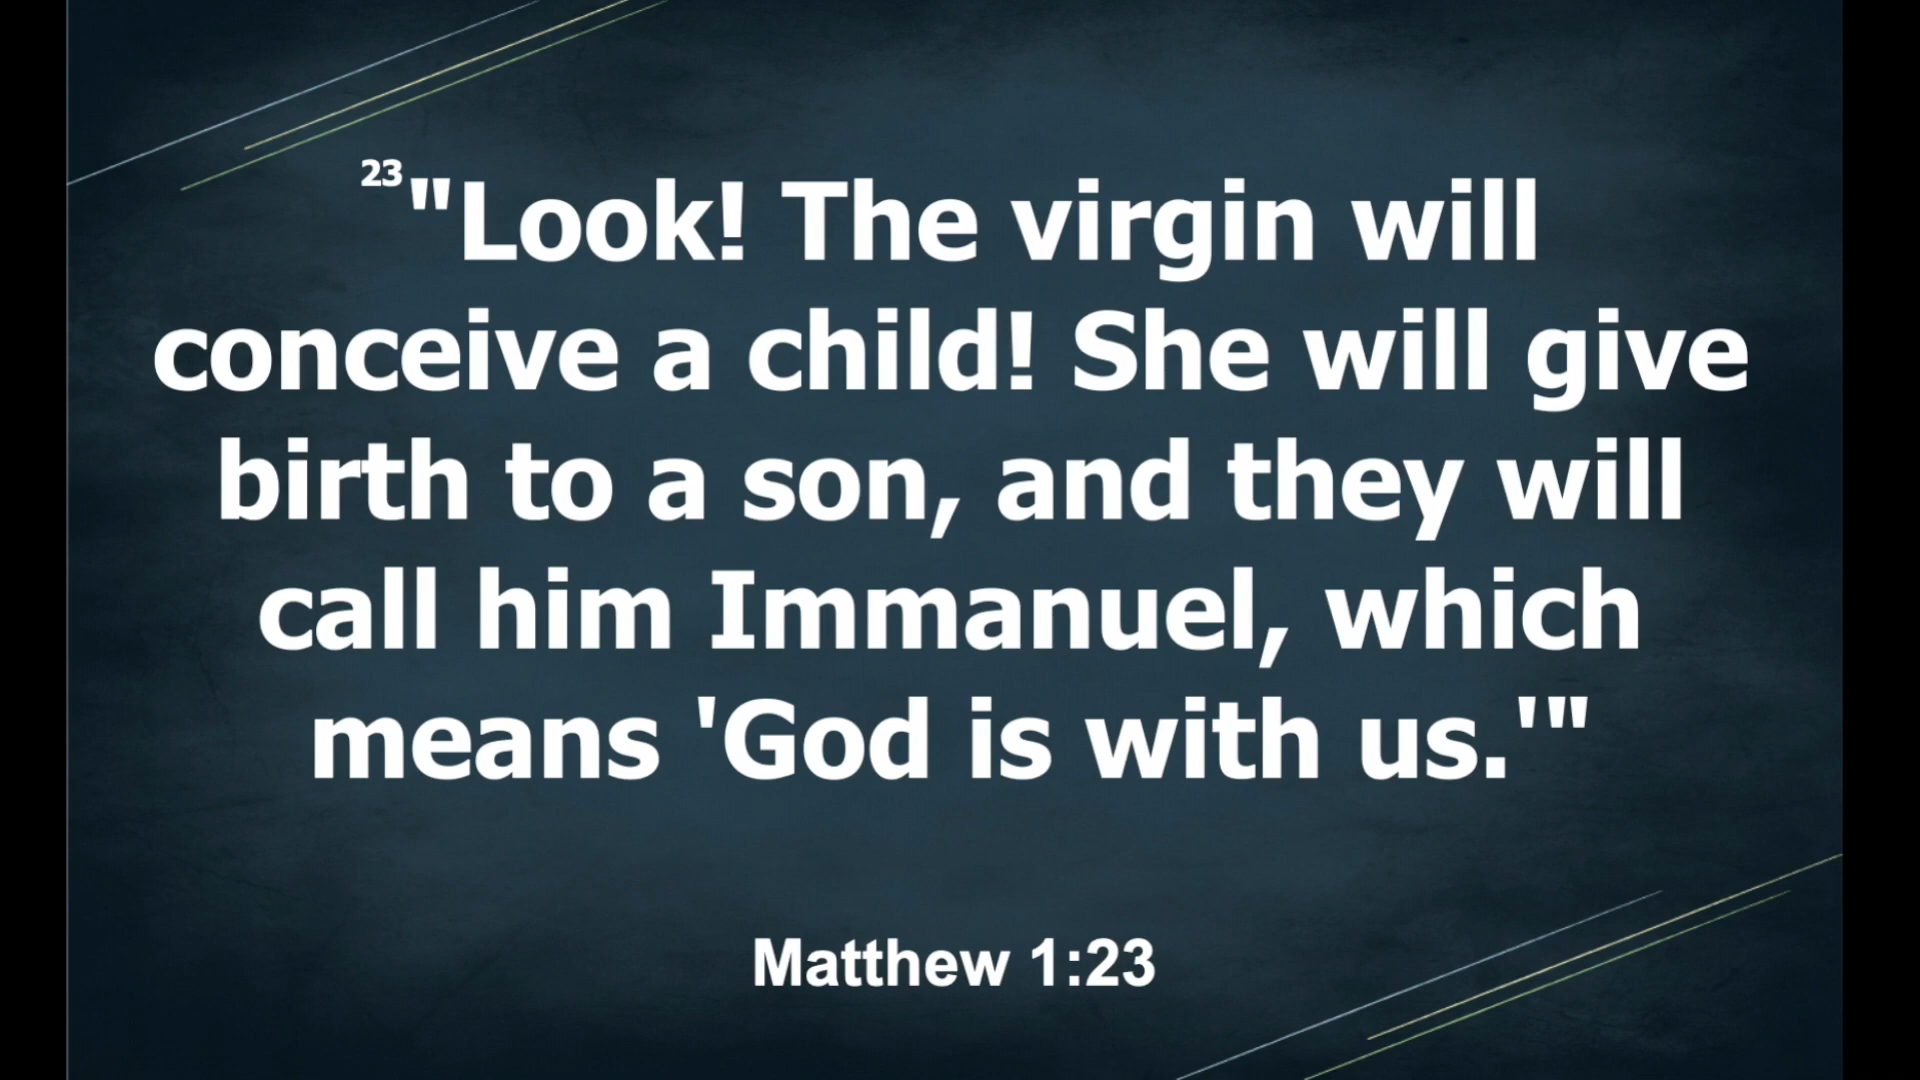 23"Look! The virgin will
conceive a child! She will give
birth to a son, and they will
call him Immanuel, which
means 'God is with us.'"
Matthew 1:23